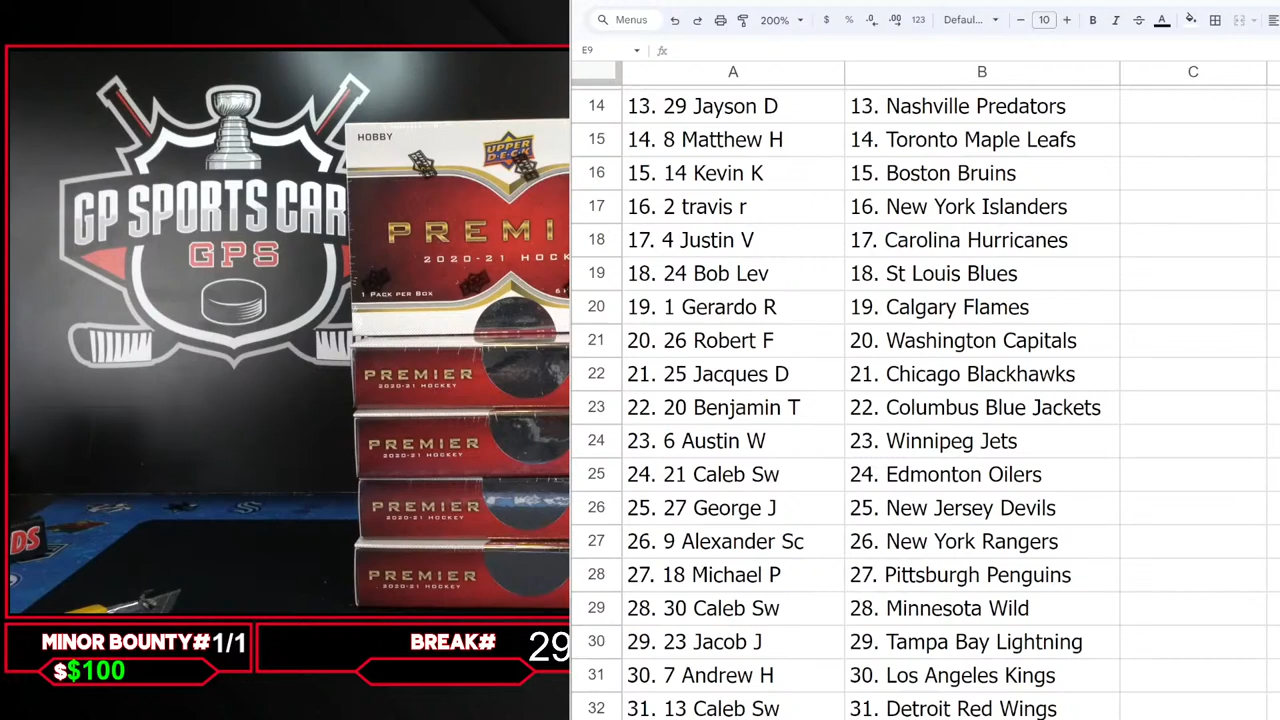 GP SPORTS CAR
GPS
HOBBY
UPPER DECK
PREMI
2020-21 HOCK
1 PACK PER BOX
PREMIER
2020-21 HOCKEY
PREMIER
2020-21 HOCKEY
PREMIER
2020-21 HOCKEY
PREMIER
2020-21 HOCKEY
DS
MINOR BOUNTY# 1/1
$$100
BREAK# 29
Menus
200%
$ % .0 .00 123
Defaul...
10
B I A
E9
fx
A B C
14 13. 29 Jayson D 13. Nashville Predators
15 14. 8 Matthew H 14. Toronto Maple Leafs
16 15. 14 Kevin K 15. Boston Bruins
17 16. 2 travis r 16. New York Islanders
18 17. 4 Justin V 17. Carolina Hurricanes
19 18. 24 Bob Lev 18. St Louis Blues
20 19. 1 Gerardo R 19. Calgary Flames
21 20. 26 Robert F 20. Washington Capitals
22 21. 25 Jacques D 21. Chicago Blackhawks
23 22. 20 Benjamin T 22. Columbus Blue Jackets
24 23. 6 Austin W 23. Winnipeg Jets
25 24. 21 Caleb Sw 24. Edmonton Oilers
26 25. 27 George J 25. New Jersey Devils
27 26. 9 Alexander Sc 26. New York Rangers
28 27. 18 Michael P 27. Pittsburgh Penguins
29 28. 30 Caleb Sw 28. Minnesota Wild
30 29. 23 Jacob J 29. Tampa Bay Lightning
31 30. 7 Andrew H 30. Los Angeles Kings
32 31. 13 Caleb Sw 31. Detroit Red Wings